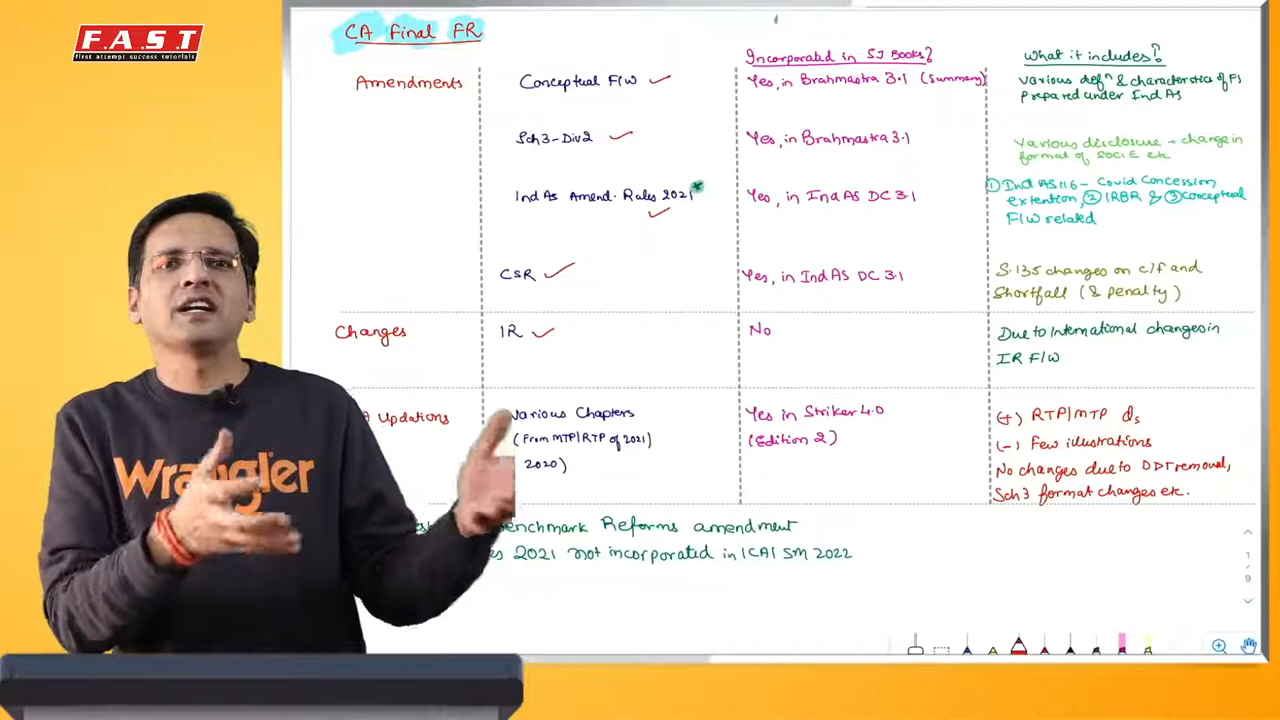 F.A.S.T
first attempt success tutorials
CA Final FR
Incorporated in SJ Books?
What it includes?
Amendments
Conceptual F/W
Yes, in Brahmastra 3.1 (Summary)
Various defⁿ & characterstics of FS
prepared under Ind AS
Sch3-Div2
Yes, in Brahmastra 3.1
Various disclosure + change in
format of SOCIE etc
Ind As Amend. Rules 2021*
Yes, in Ind AS DC 3.1
① Ind AS 116 - Covid Concession
extention, ② IRBR & ③ Conceptual
F/W related
CSR
Yes, in Ind AS DC 3.1
S.135 changes on c/f and
Shortfall (& penalty)
Changes
IR
No
Due to International changes in
IR F/W
Updations
Various Chapters
(From MTP/RTP of 2021/
2020)
Yes in Striker 4.0
(Edition 2)
(+) RTP/MTP Qs
(-) Few illustrations
No changes due to DDT removal,
Sch 3 format changes etc.
Benchmark Reforms amendment
2021 not incorporated in ICAI SM 2022
1
/
9
Wrangler